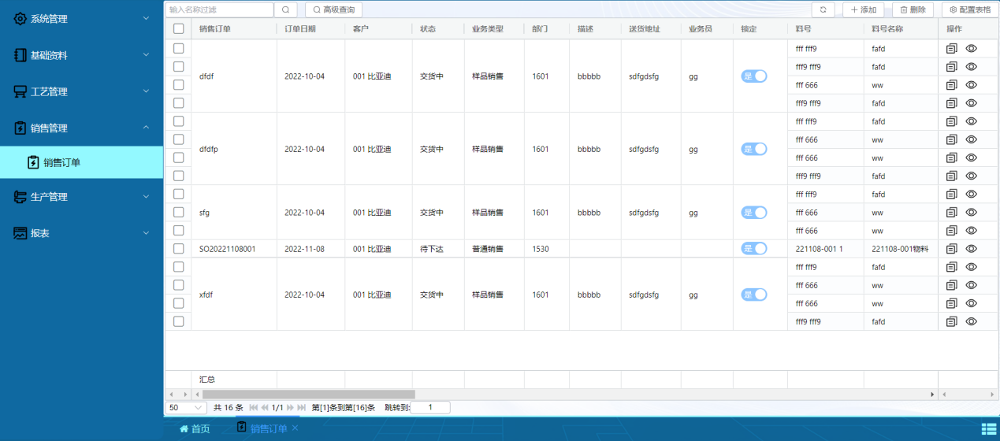 系统管理
基础资料
工艺管理
销售管理
销售订单
生产管理
报表
输入名称过滤 高级查询 添加 删除 配置表格
销售订单 订单日期 客户 状态 业务类型 部门 描述 送货地址 业务员 锁定 料号 料号名称 操作
fff fff9 fafd
fff9 fff9 fafd
dfdf 2022-10-04 001 比亚迪 交货中 样品销售 1601 bbbbb sdfgdsfg gg 是
fff 666 ww
fff9 fff9 fafd
fff fff9 fafd
fff 666 ww
dfdfp 2022-10-04 001 比亚迪 交货中 样品销售 1601 bbbbb sdfgdsfg gg 是
fff 666 ww
fff9 fff9 fafd
fff fff9 fafd
sfg 2022-10-04 001 比亚迪 交货中 样品销售 1601 bbbbb sdfgdsfg gg 是 fff 666 ww
fff 666 ww
SO20221108001 2022-11-08 001 比亚迪 待下达 普通销售 1530 是 221108-001 1 221108-001物料
fff fff9 fafd
fff 666 ww
xfdf 2022-10-04 001 比亚迪 交货中 样品销售 1601 bbbbb sdfgdsfg gg 是
fff 666 ww
fff9 fff9 fafd
汇总
50 共 16 条 1/1 第[1]条到第[16]条 跳转到: 1
首页 销售订单